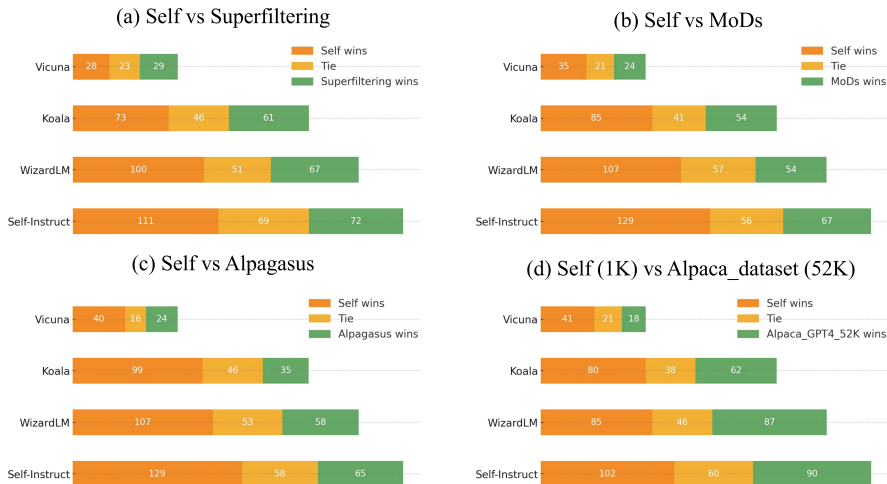 (a) Self vs Superfiltering
Self wins
Tie
Superfiltering wins
Vicuna 28 23 29
Koala 73 46 61
WizardLM 100 51 67
Self-Instruct 111 69 72
(b) Self vs MoDs
Self wins
Tie
MoDs wins
Vicuna 35 21 24
Koala 85 41 54
WizardLM 107 57 54
Self-Instruct 129 56 67
(c) Self vs Alpagasus
Self wins
Tie
Alpagasus wins
Vicuna 40 16 24
Koala 99 46 35
WizardLM 107 53 58
Self-Instruct 129 58 65
(d) Self (1K) vs Alpaca_dataset (52K)
Self wins
Tie
Alpaca_GPT4_52K wins
Vicuna 41 21 18
Koala 80 38 62
WizardLM 85 46 87
Self-Instruct 102 60 90